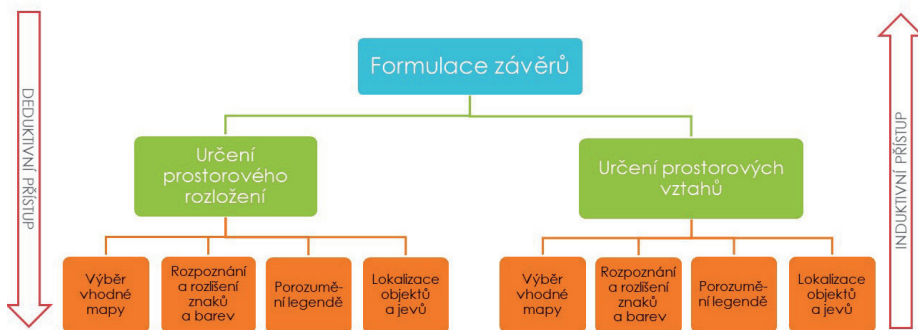 Formulace závěrů
DEDUKTIVNÍ PŘÍSTUP
INDUKTIVNÍ PŘÍSTUP
Určení
prostorového
rozložení
Určení prostorových
vztahů
Výběr
vhodné
mapy
Rozpoznání
a rozlišení
znaků
a barev
Porozumě-
ní legendě
Lokalizace
objektů
a jevů
Výběr
vhodné
mapy
Rozpoznání
a rozlišení
znaků
a barev
Porozumě-
ní legendě
Lokalizace
objektů
a jevů